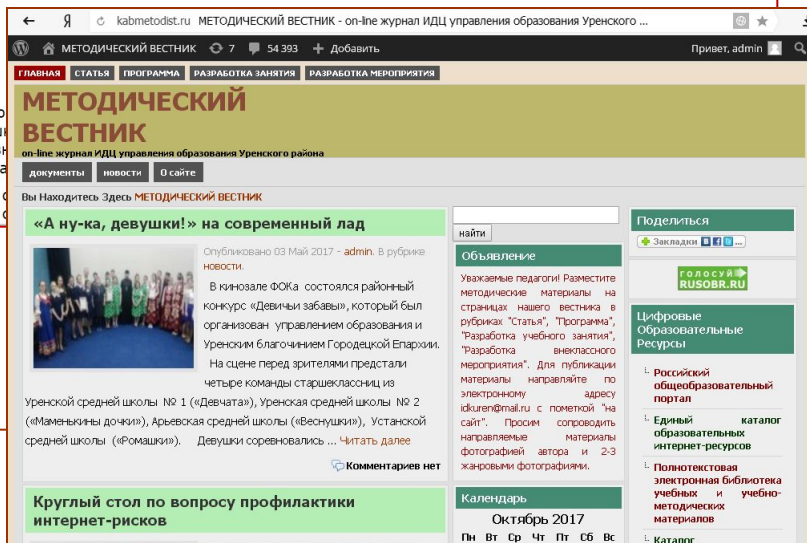 kabmetodist.ru МЕТОДИЧЕСКИЙ ВЕСТНИК - on-line журнал ИДЦ управления образования Уренского ...
МЕТОДИЧЕСКИЙ ВЕСТНИК 7 54 393 + Добавить Привет, admin
ГЛАВНАЯ СТАТЬЯ ПРОГРАММА РАЗРАБОТКА ЗАНЯТИЯ РАЗРАБОТКА МЕРОПРИЯТИЯ
МЕТОДИЧЕСКИЙ
ВЕСТНИК
on-line журнал ИДЦ управления образования Уренского района
документы новости О сайте
Вы Находитесь Здесь МЕТОДИЧЕСКИЙ ВЕСТНИК
«А ну-ка, девушки!» на современный лад
Опубликовано 03 Май 2017 - admin. В рубрике
новости.
В кинозале ФОКа состоялся районный
конкурс «Девичьи забавы», который был
организован управлением образования и
Уренским благочинием Городецкой Епархии.
На сцене перед зрителями предстали
четыре команды старшеклассниц из
Уренской средней школы № 1 («Девчата»), Уренская средней школы № 2
(«Маменькины дочки»), Арьевская средней школы («Веснушки»), Устанской
средней школы («Ромашки»). Девушки соревновались ... Читать далее
Комментариев нет
Круглый стол по вопросу профилактики
интернет-рисков
найти
Объявление
Уважаемые педагоги! Разместите
методические материалы на
страницах нашего вестника в
рубриках "Статья", "Программа",
"Разработка учебного занятия",
"Разработка внеклассного
мероприятия". Для публикации
материалы направляйте по
электронному адресу
idkuren@mail.ru с пометкой "на
сайт". Просим сопроводить
направляемые материалы
фотографией автора и 2-3
жанровыми фотографиями.
Календарь
Октябрь 2017
Пн Вт Ср Чт Пт Сб Вс
Поделиться
Закладки ...
ГОЛОСУЙ
RUSOBR.RU
Цифровые
Образовательные
Ресурсы
Российский
общеобразовательный
портал
Единый каталог
образовательных
интернет-ресурсов
Полнотекстовая
электронная библиотека
учебных и учебно-
методических
материалов
Каталог